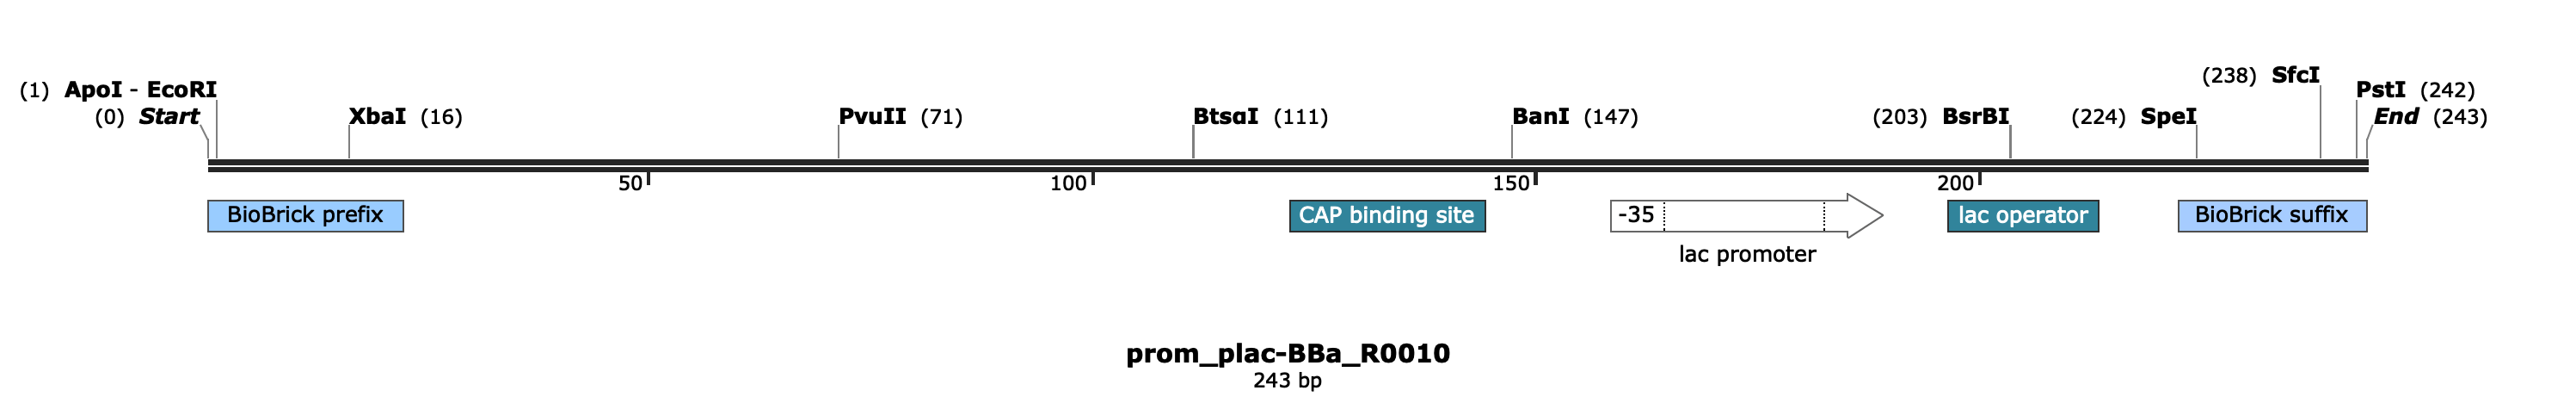 (238) SfcI
(1) ApoI - EcoRI
PstI (242)
(0) Start
XbaI (16)
PvuII (71)
BtsαI (111)
BanI (147)
(203) BsrBI
(224) SpeI
End (243)
50
100
150
200
BioBrick prefix
CAP binding site
-35
lac operator
BioBrick suffix
lac promoter
prom_plac-BBa_R0010
243 bp